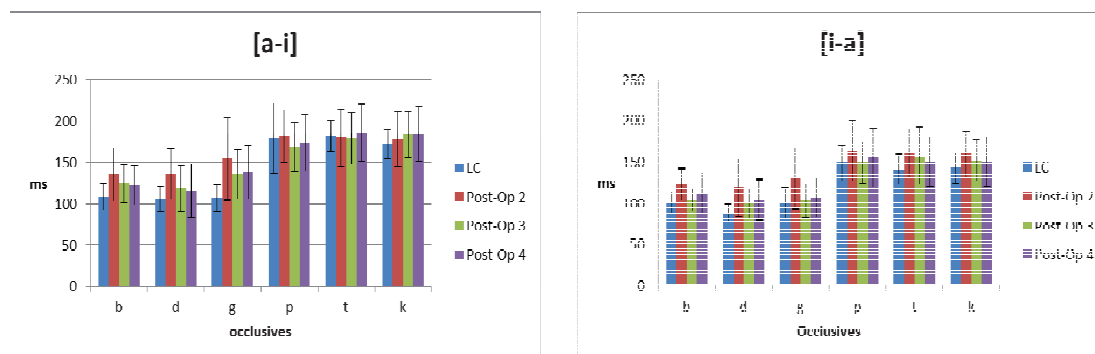 [a-i]
250
200
150
100
50
0
ms
b d g p t k
occlusives
LC
Post-Op 2
Post-Op 3
Post Op 4
[i-a]
250
200
150
100
50
0
ms
b d g p t k
Occlusives
LC
Post-Op 2
Post-Op 3
Post-Op 4